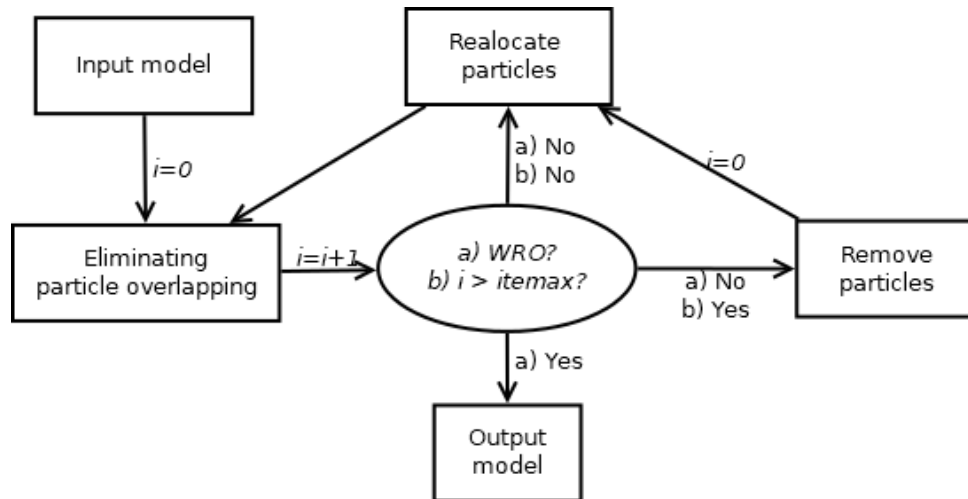 Input model
Realocate
particles
i=0
a) No
b) No
i=0
Eliminating
particle overlapping
i=i+1
a) WRO?
b) i > itemax?
a) No
b) Yes
Remove
particles
a) Yes
Output
model